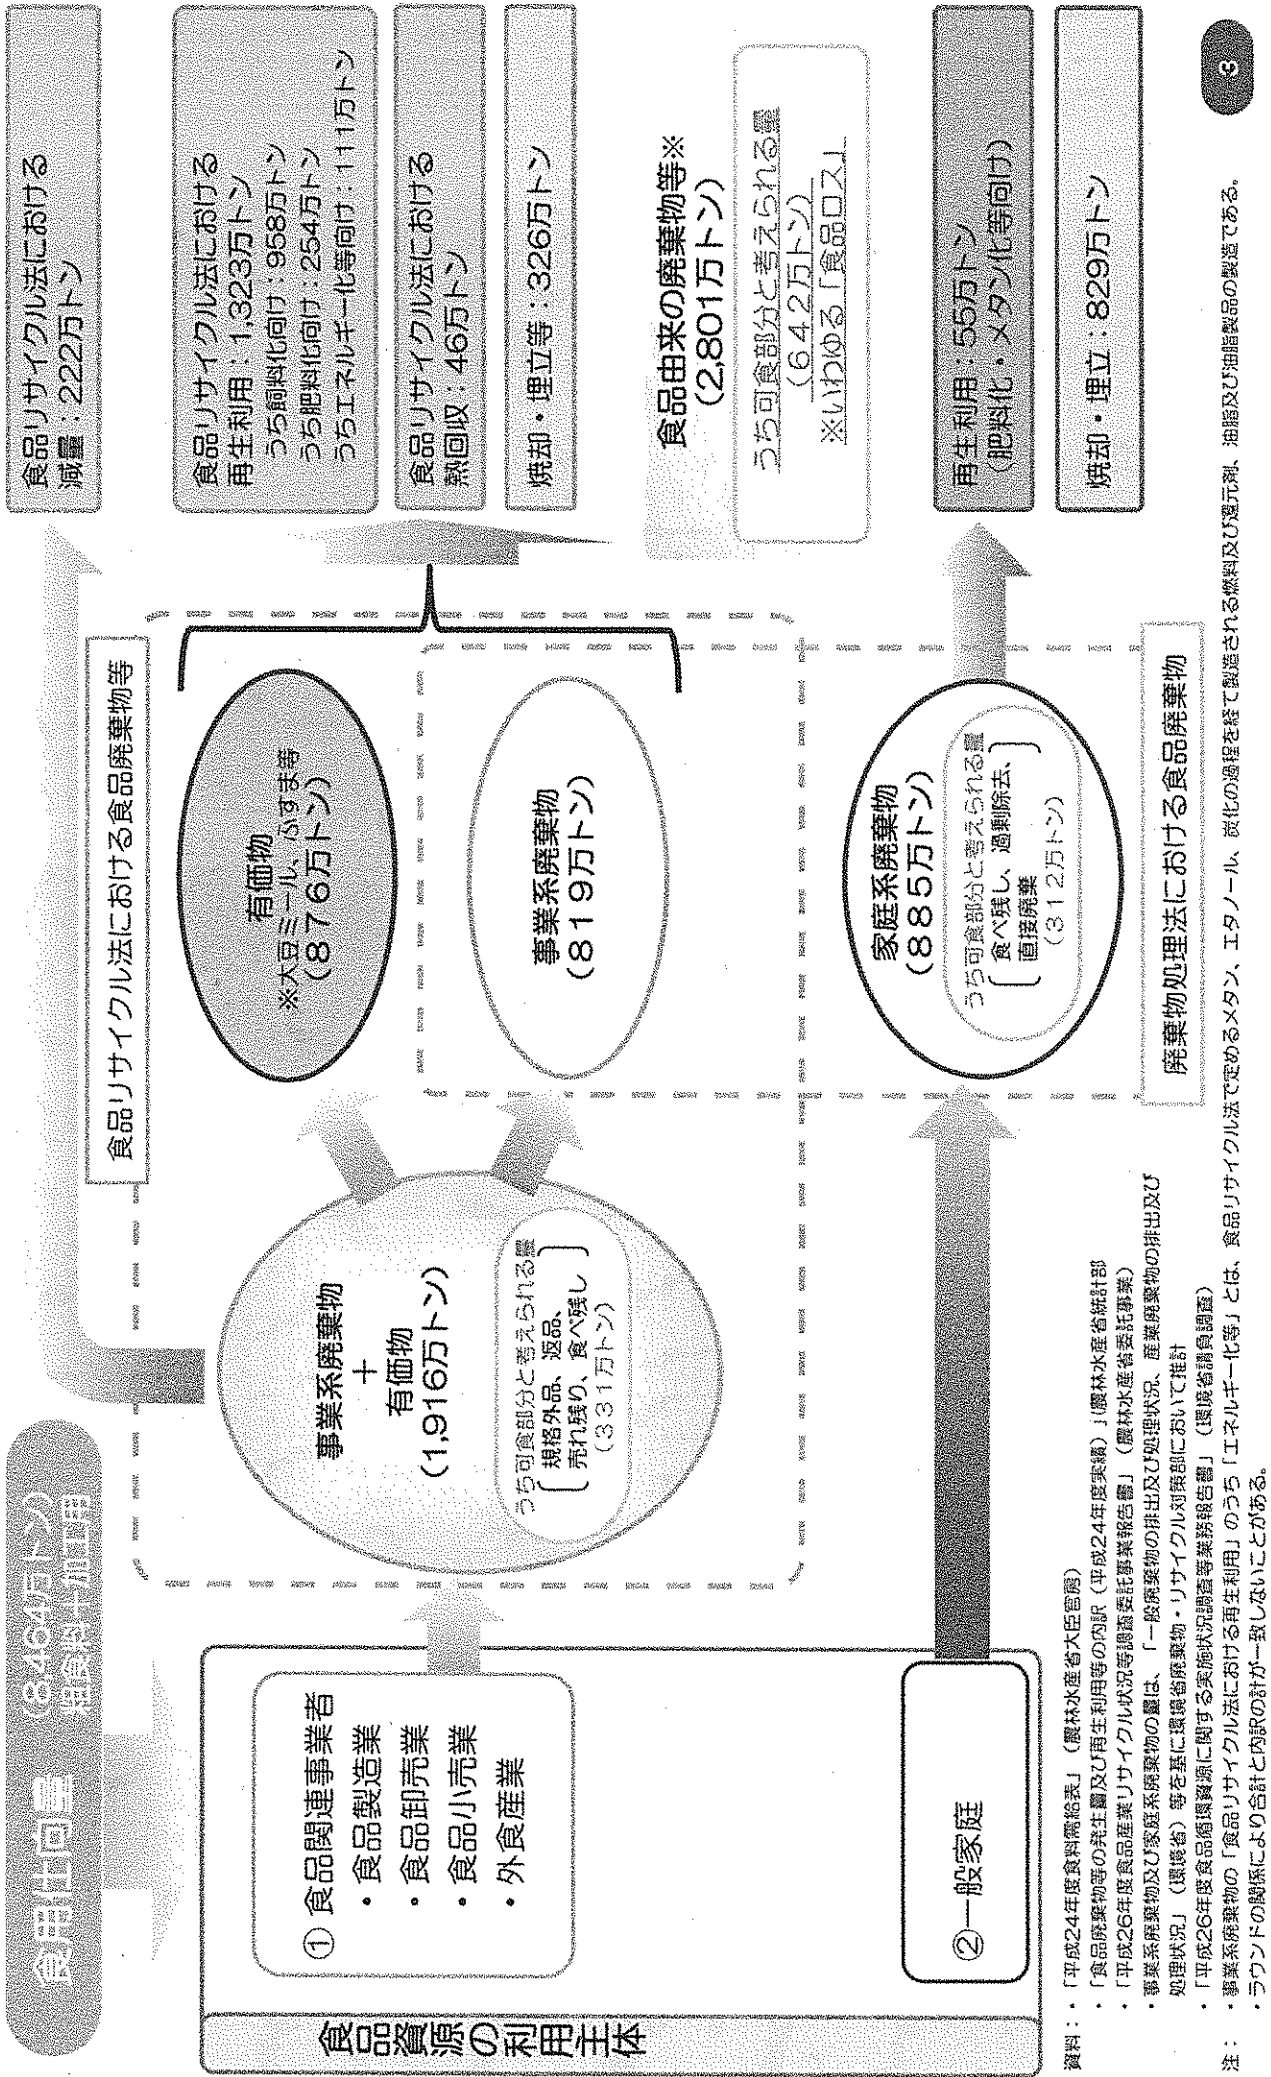 食用仕向量 (8,464万トン)
粗食料+加工用
食品資源の利用主体
① 食品関連事業者
・食品製造業
・食品卸売業
・食品小売業
・外食産業
②一般家庭
事業系廃棄物
+
有価物
(1,916万トン)
うち可食部分と考えられる量
規格外品、返品、
売れ残り、食べ残し
(331万トン)
食品リサイクル法における食品廃棄物等
有価物
※大豆ミール、ふすま等
(876万トン)
事業系廃棄物
(819万トン)
家庭系廃棄物
(885万トン)
うち可食部分と考えられる量
食べ残し、過剰除去、
直接廃棄
(312万トン)
廃棄物処理法における食品廃棄物
食品リサイクル法における
減量:222万トン
食品リサイクル法における
再生利用:1,323万トン
うち飼料化向け:958万トン
うち肥料化向け:254万トン
うちエネルギー化等向け:111万トン
食品リサイクル法における
熱回収:46万トン
焼却・埋立等:326万トン
食品由来の廃棄物等※
(2,801万トン)
うち可食部分と考えられる量
(642万トン)
※いわゆる「食品ロス」
再生利用:55万トン
(肥料化・メタン化等向け)
焼却・埋立:829万トン
資料:・「平成24年度食料需給表」(農林水産省大臣官房)
・「食品廃棄物等の発生量及び再生利用等の内訳(平成24年度実績)」(農林水産省統計部
・「平成26年度食品産業リサイクル状況等調査委託事業報告書」(農林水産省委託事業)
・事業系廃棄物及び家庭系廃棄物の量は、「一般廃棄物の排出及び処理状況、産業廃棄物の排出及び
処理状況」(環境省)等を基に環境省廃棄物・リサイクル対策部において推計
・「平成26年度食品循環資源に関する実施状況調査等業務報告書」(環境省請負調査)
注:・事業系廃棄物の「食品リサイクル法における再生利用」のうち「エネルギー化等」とは、食品リサイクル法で定めるメタン、エタノール、炭化の過程を経て製造される燃料及び還元剤、油脂及び油脂製品の製造である。
・ラウンドの関係により合計と内訳の計が一致しないことがある。
3